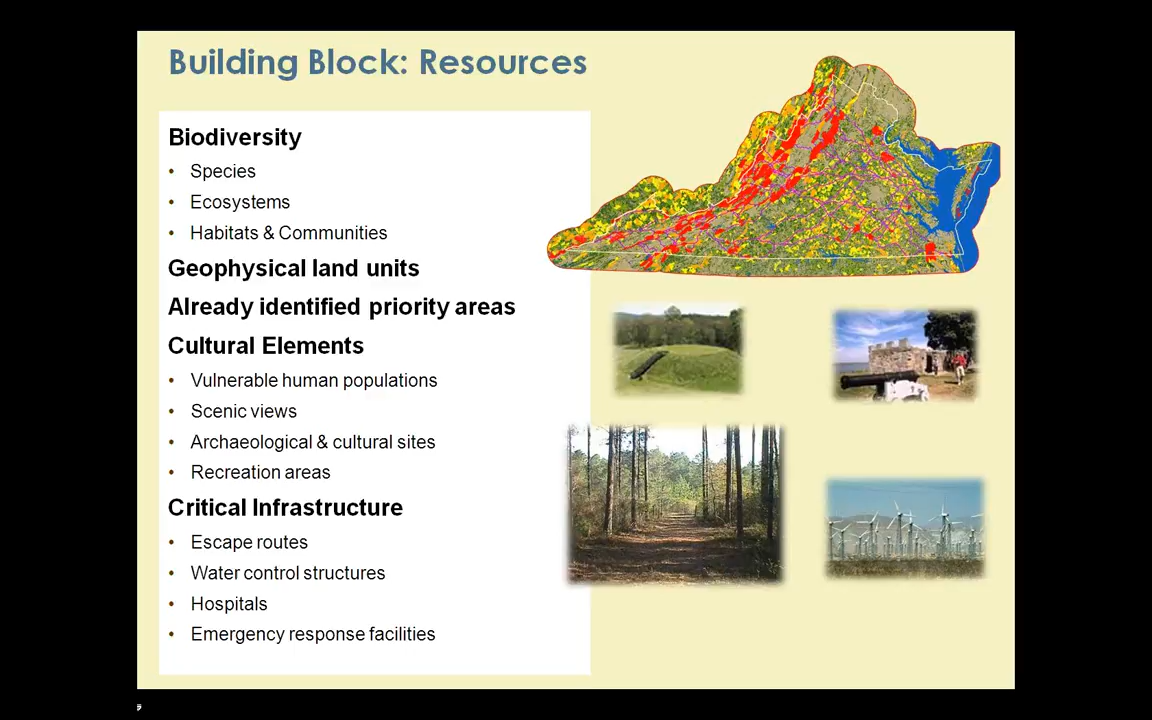 Building Block: Resources
Biodiversity
• Species
• Ecosystems
• Habitats & Communities
Geophysical land units
Already identified priority areas
Cultural Elements
• Vulnerable human populations
• Scenic views
• Archaeological & cultural sites
• Recreation areas
Critical Infrastructure
• Escape routes
• Water control structures
• Hospitals
• Emergency response facilities